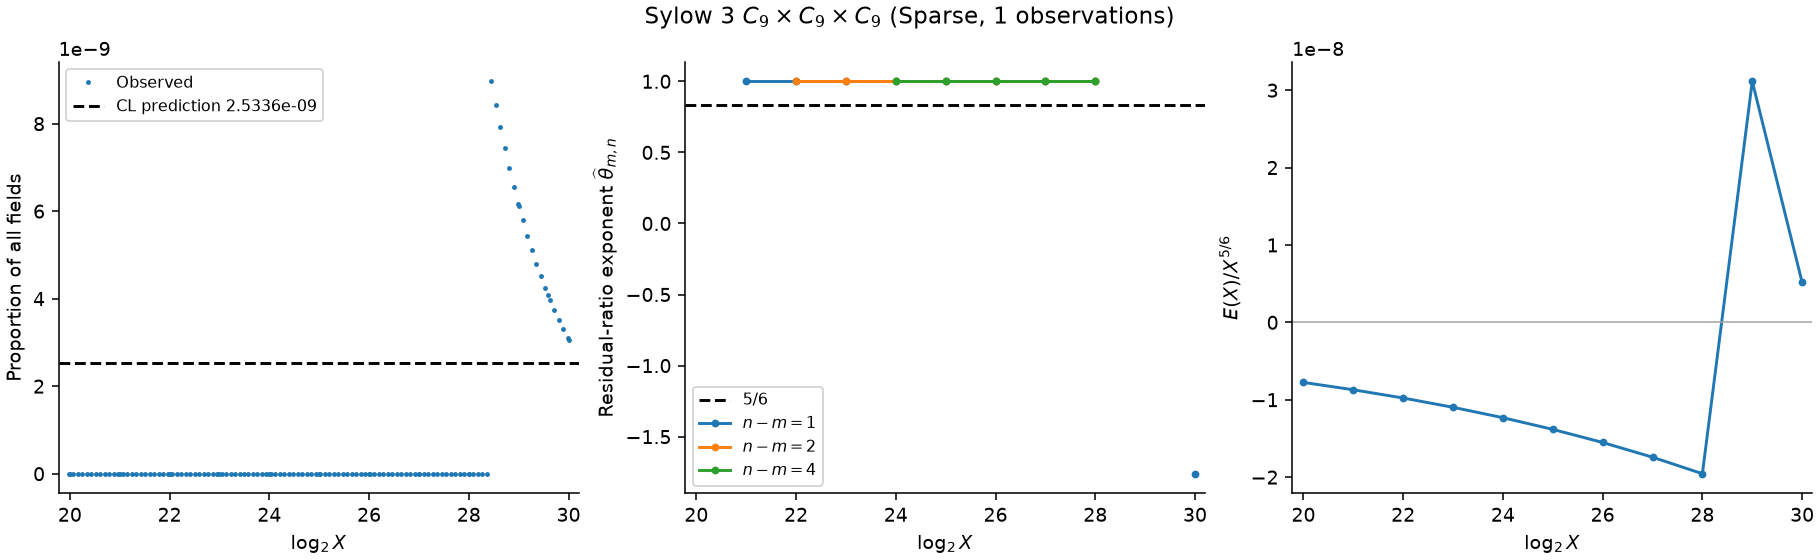 Sylow 3 C₉ × C₉ × C₉ (Sparse, 1 observations)
1e−9
Proportion of all fields
8
6
4
2
0
Observed
CL prediction 2.5336e-09
20 22 24 26 28 30
log₂ X
Residual-ratio exponent θ̂ₘ,ₙ
1.0
0.5
0.0
−0.5
−1.0
−1.5
5/6
n − m = 1
n − m = 2
n − m = 4
20 22 24 26 28 30
log₂ X
1e−8
E(X)/X^{5/6}
3
2
1
0
−1
−2
20 22 24 26 28 30
log₂ X